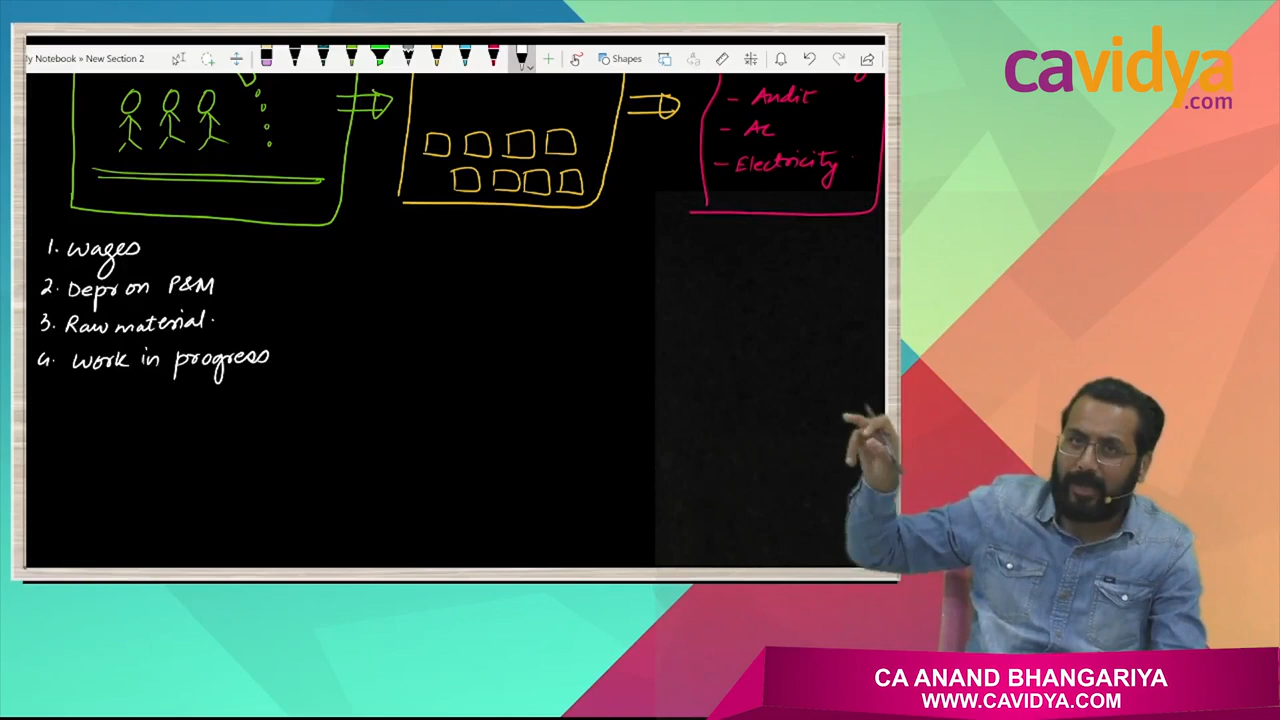 My Notebook » New Section 2
Shapes
cavidya
.com
- Audit
- AC
- Electricity
1. wages
2. Depr on P&M
3. Raw material.
4. work in progress
CA ANAND BHANGARIYA
WWW.CAVIDYA.COM